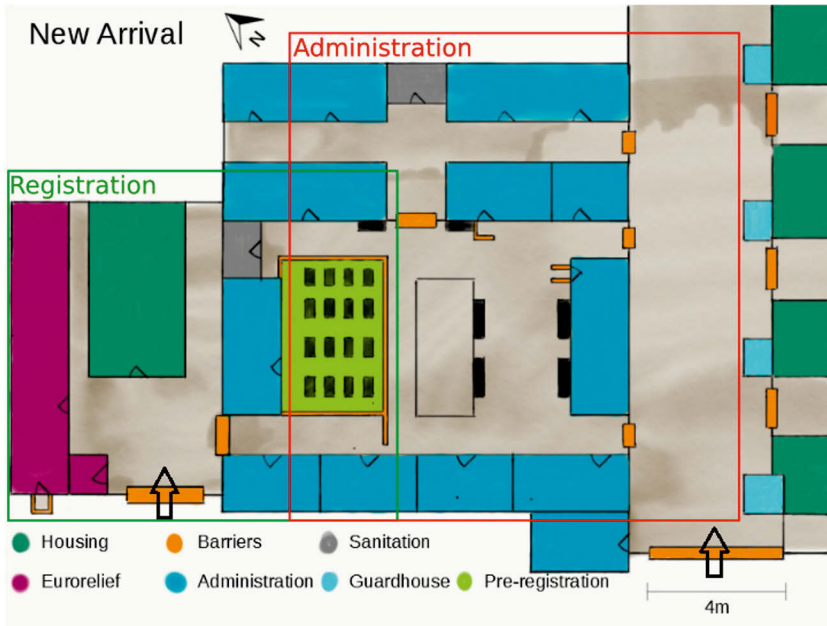 New Arrival
N
Administration
Registration
Housing
Barriers
Sanitation
Eurorelief
Administration
Guardhouse
Pre-registration
4m